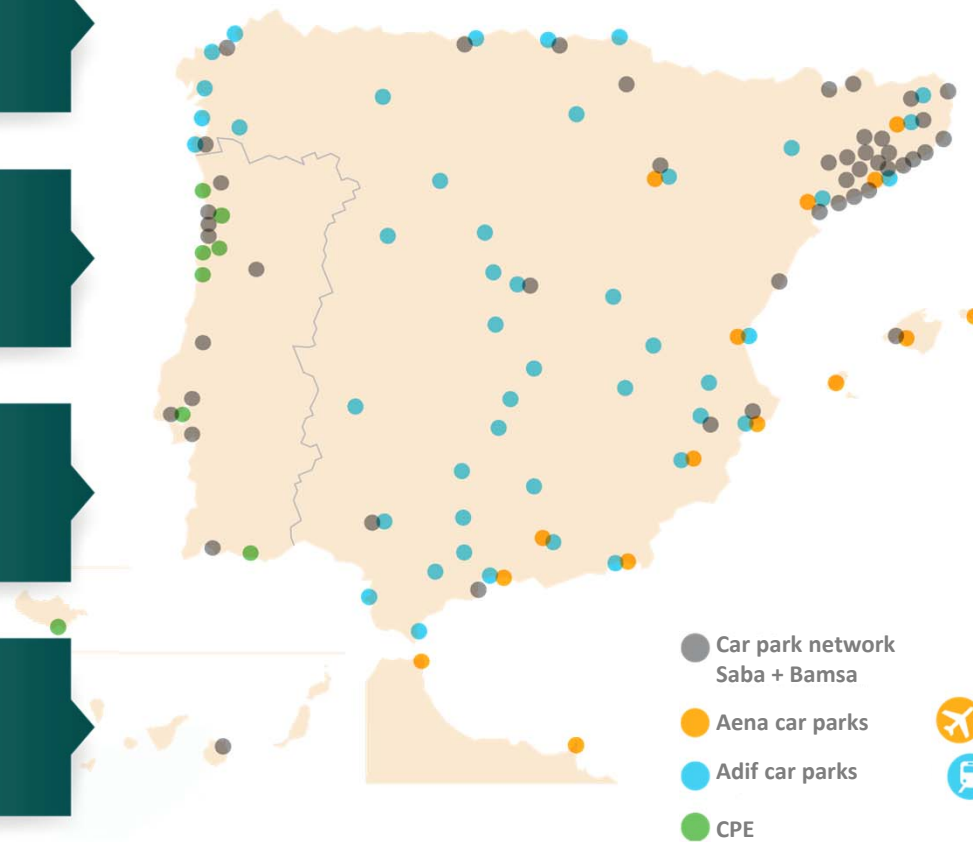 Car park network
Saba + Bamsa
Aena car parks
Adif car parks
CPE